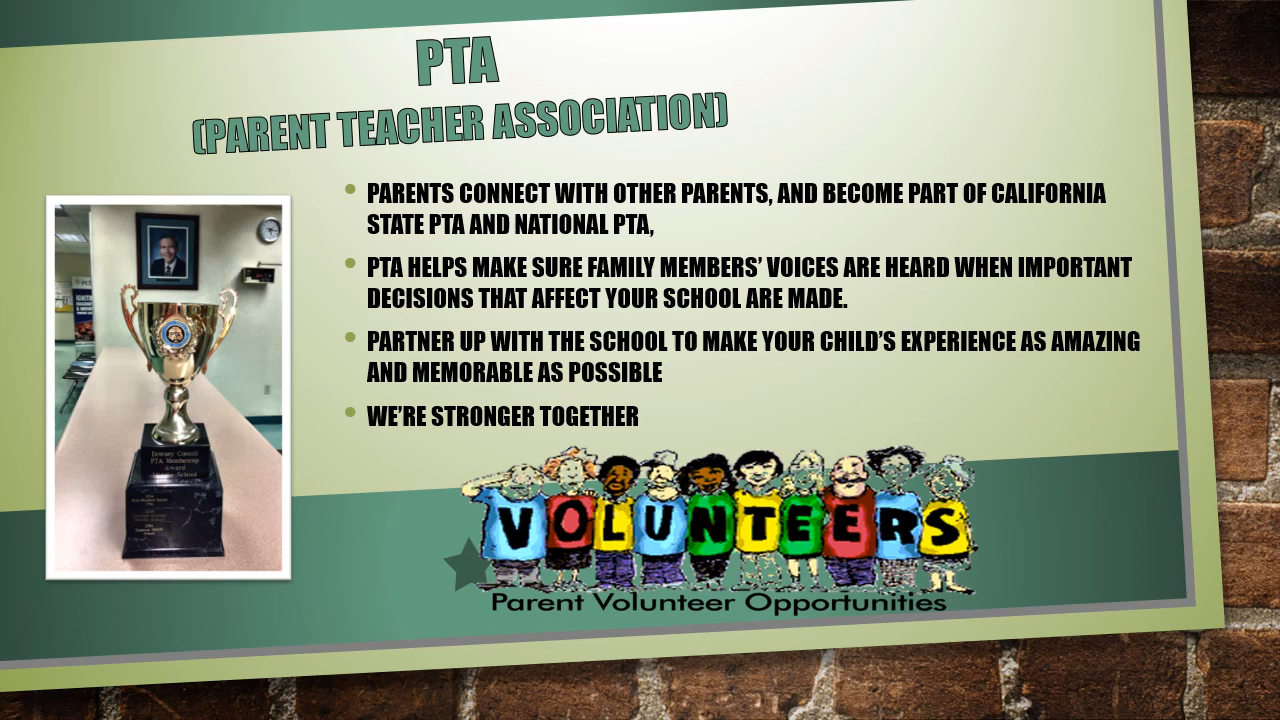 PTA
(PARENT TEACHER ASSOCIATION)
PARENTS CONNECT WITH OTHER PARENTS, AND BECOME PART OF CALIFORNIA
STATE PTA AND NATIONAL PTA,
PTA HELPS MAKE SURE FAMILY MEMBERS’ VOICES ARE HEARD WHEN IMPORTANT
DECISIONS THAT AFFECT YOUR SCHOOL ARE MADE.
PARTNER UP WITH THE SCHOOL TO MAKE YOUR CHILD’S EXPERIENCE AS AMAZING
AND MEMORABLE AS POSSIBLE
WE’RE STRONGER TOGETHER
Downey Council
PTA Membership
Award
School
VOLUNTEERS
Parent Volunteer Opportunities